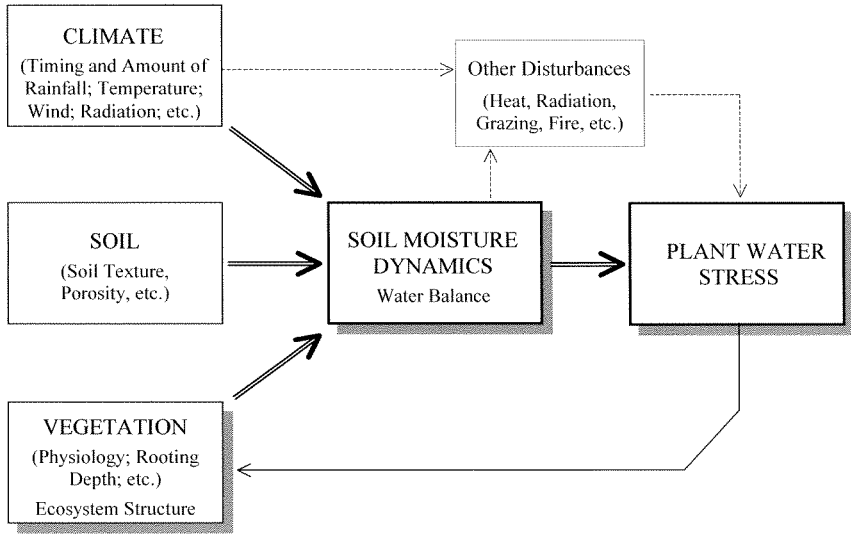 CLIMATE
(Timing and Amount of
Rainfall; Temperature;
Wind; Radiation; etc.)
Other Disturbances
(Heat, Radiation,
Grazing, Fire, etc.)
SOIL
(Soil Texture,
Porosity, etc.)
SOIL MOISTURE
DYNAMICS
Water Balance
PLANT WATER
STRESS
VEGETATION
(Physiology; Rooting
Depth; etc.)
Ecosystem Structure